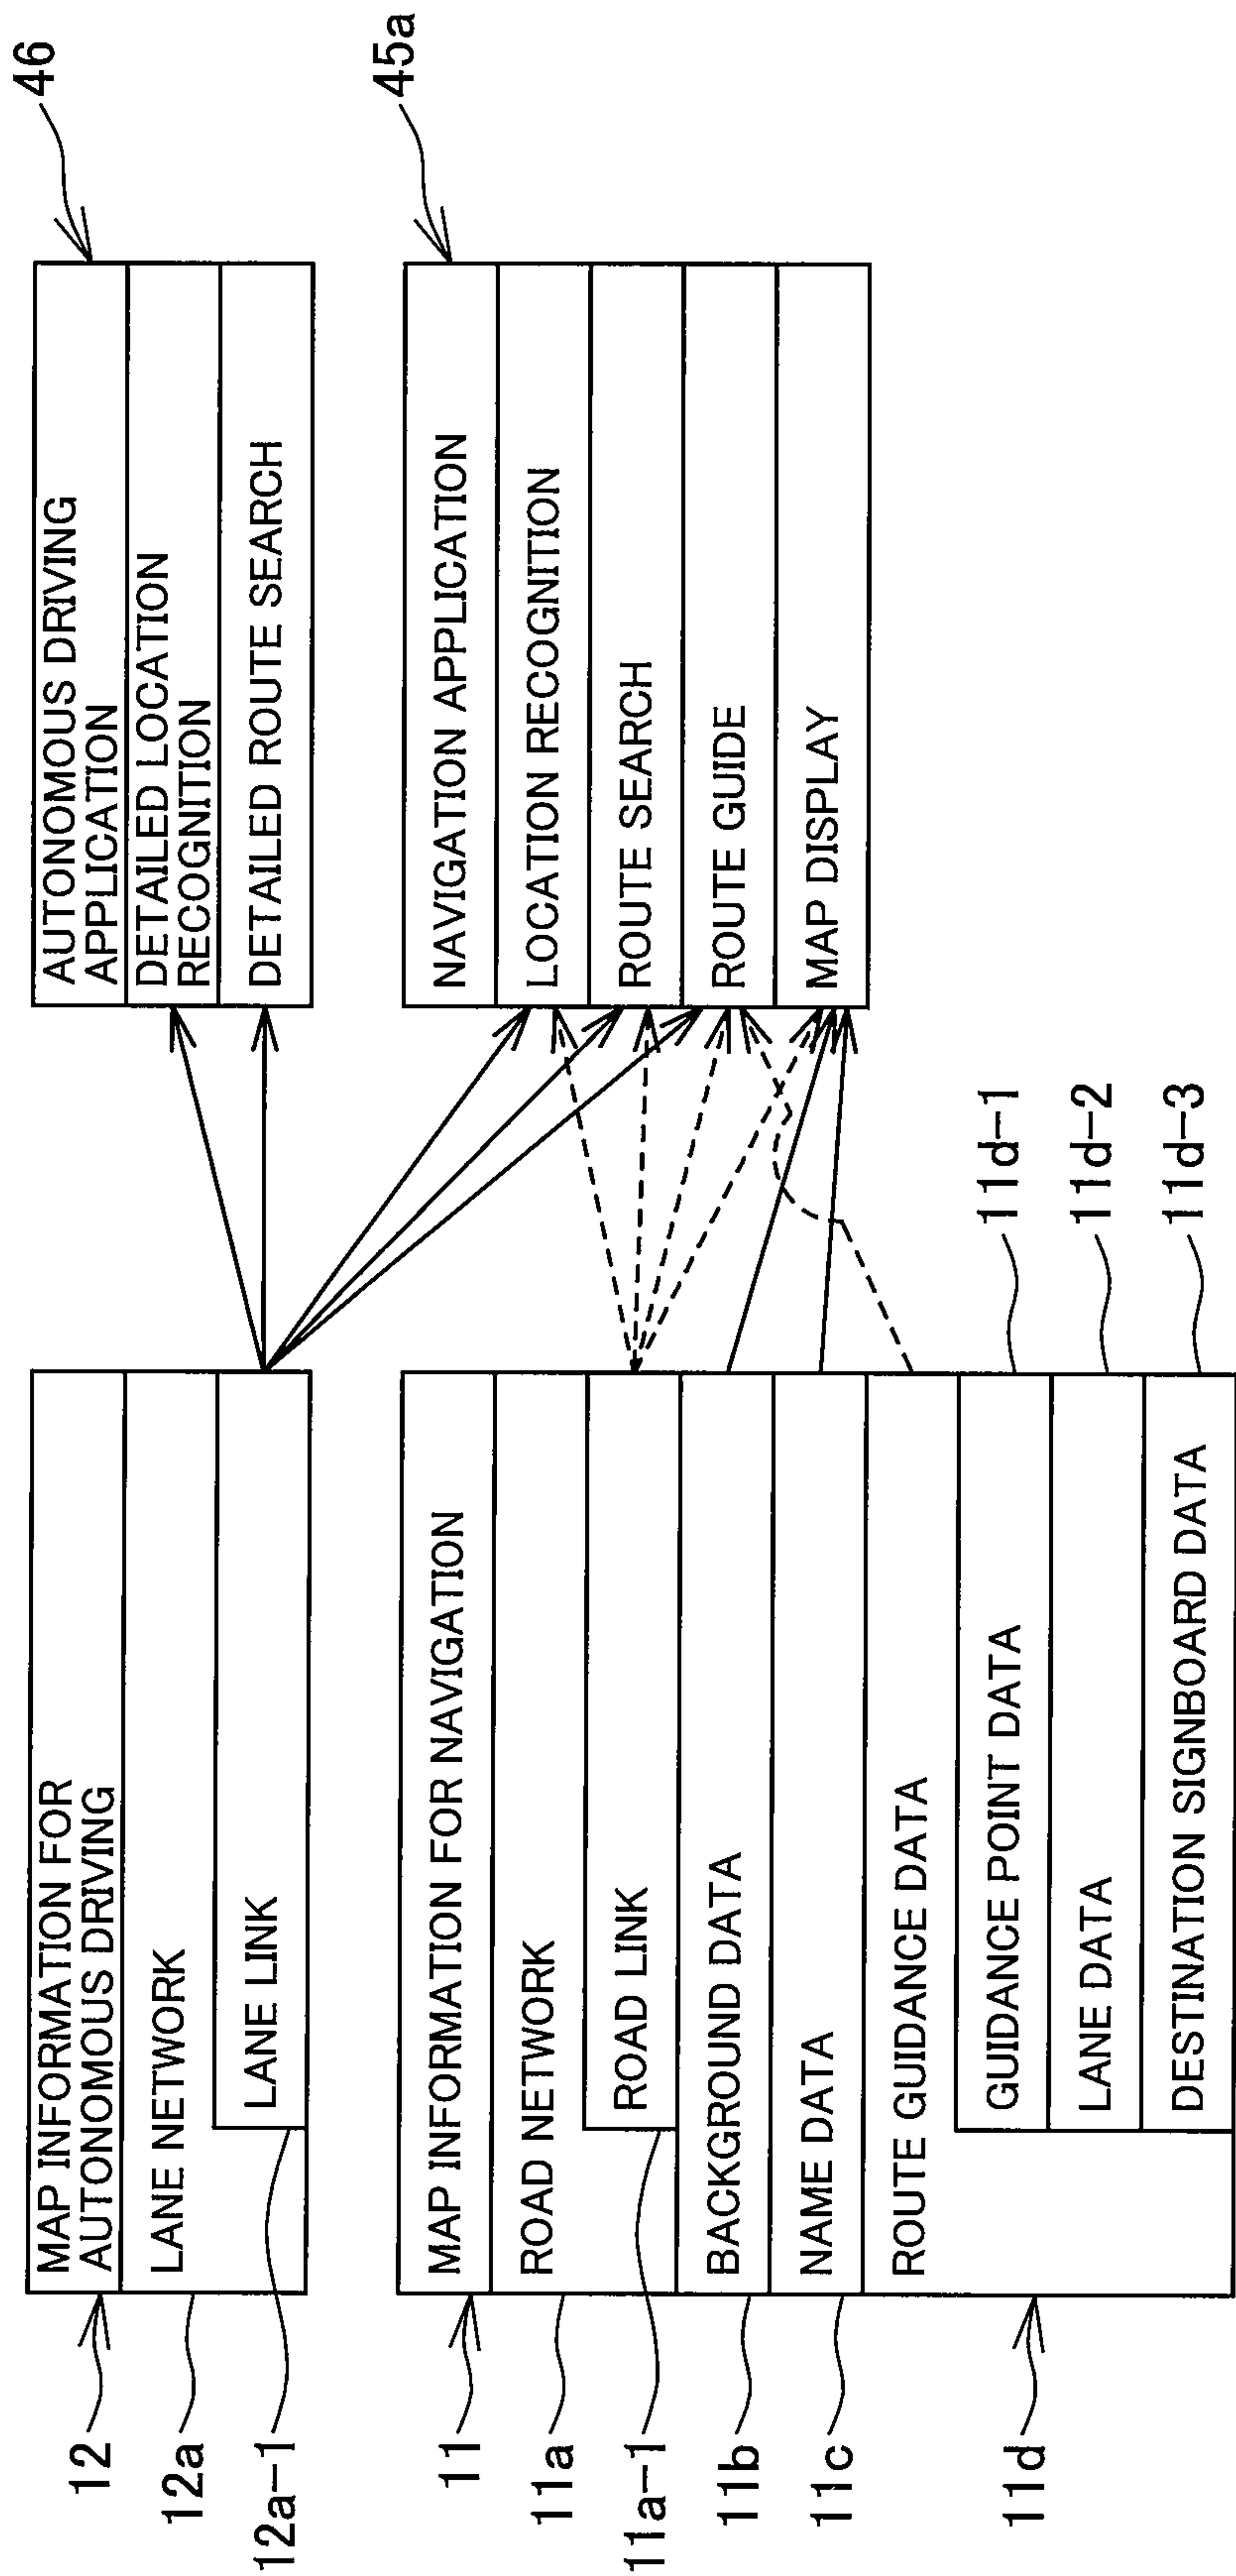 12
MAP INFORMATION FOR
AUTONOMOUS DRIVING
12a
LANE NETWORK
12a-1
LANE LINK
46
AUTONOMOUS DRIVING
APPLICATION
DETAILED LOCATION
RECOGNITION
DETAILED ROUTE SEARCH
11
MAP INFORMATION FOR NAVIGATION
11a
ROAD NETWORK
11a-1
ROAD LINK
11b
BACKGROUND DATA
11c
NAME DATA
11d
ROUTE GUIDANCE DATA
GUIDANCE POINT DATA
11d-1
LANE DATA
11d-2
DESTINATION SIGNBOARD DATA
11d-3
45a
NAVIGATION APPLICATION
LOCATION RECOGNITION
ROUTE SEARCH
ROUTE GUIDE
MAP DISPLAY